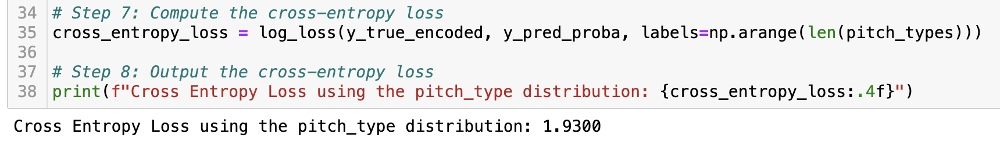 34 # Step 7: Compute the cross-entropy loss
35 cross_entropy_loss = log_loss(y_true_encoded, y_pred_proba, labels=np.arange(len(pitch_types)))
36
37 # Step 8: Output the cross-entropy loss
38 print(f"Cross Entropy Loss using the pitch_type distribution: {cross_entropy_loss:.4f}")
Cross Entropy Loss using the pitch_type distribution: 1.9300